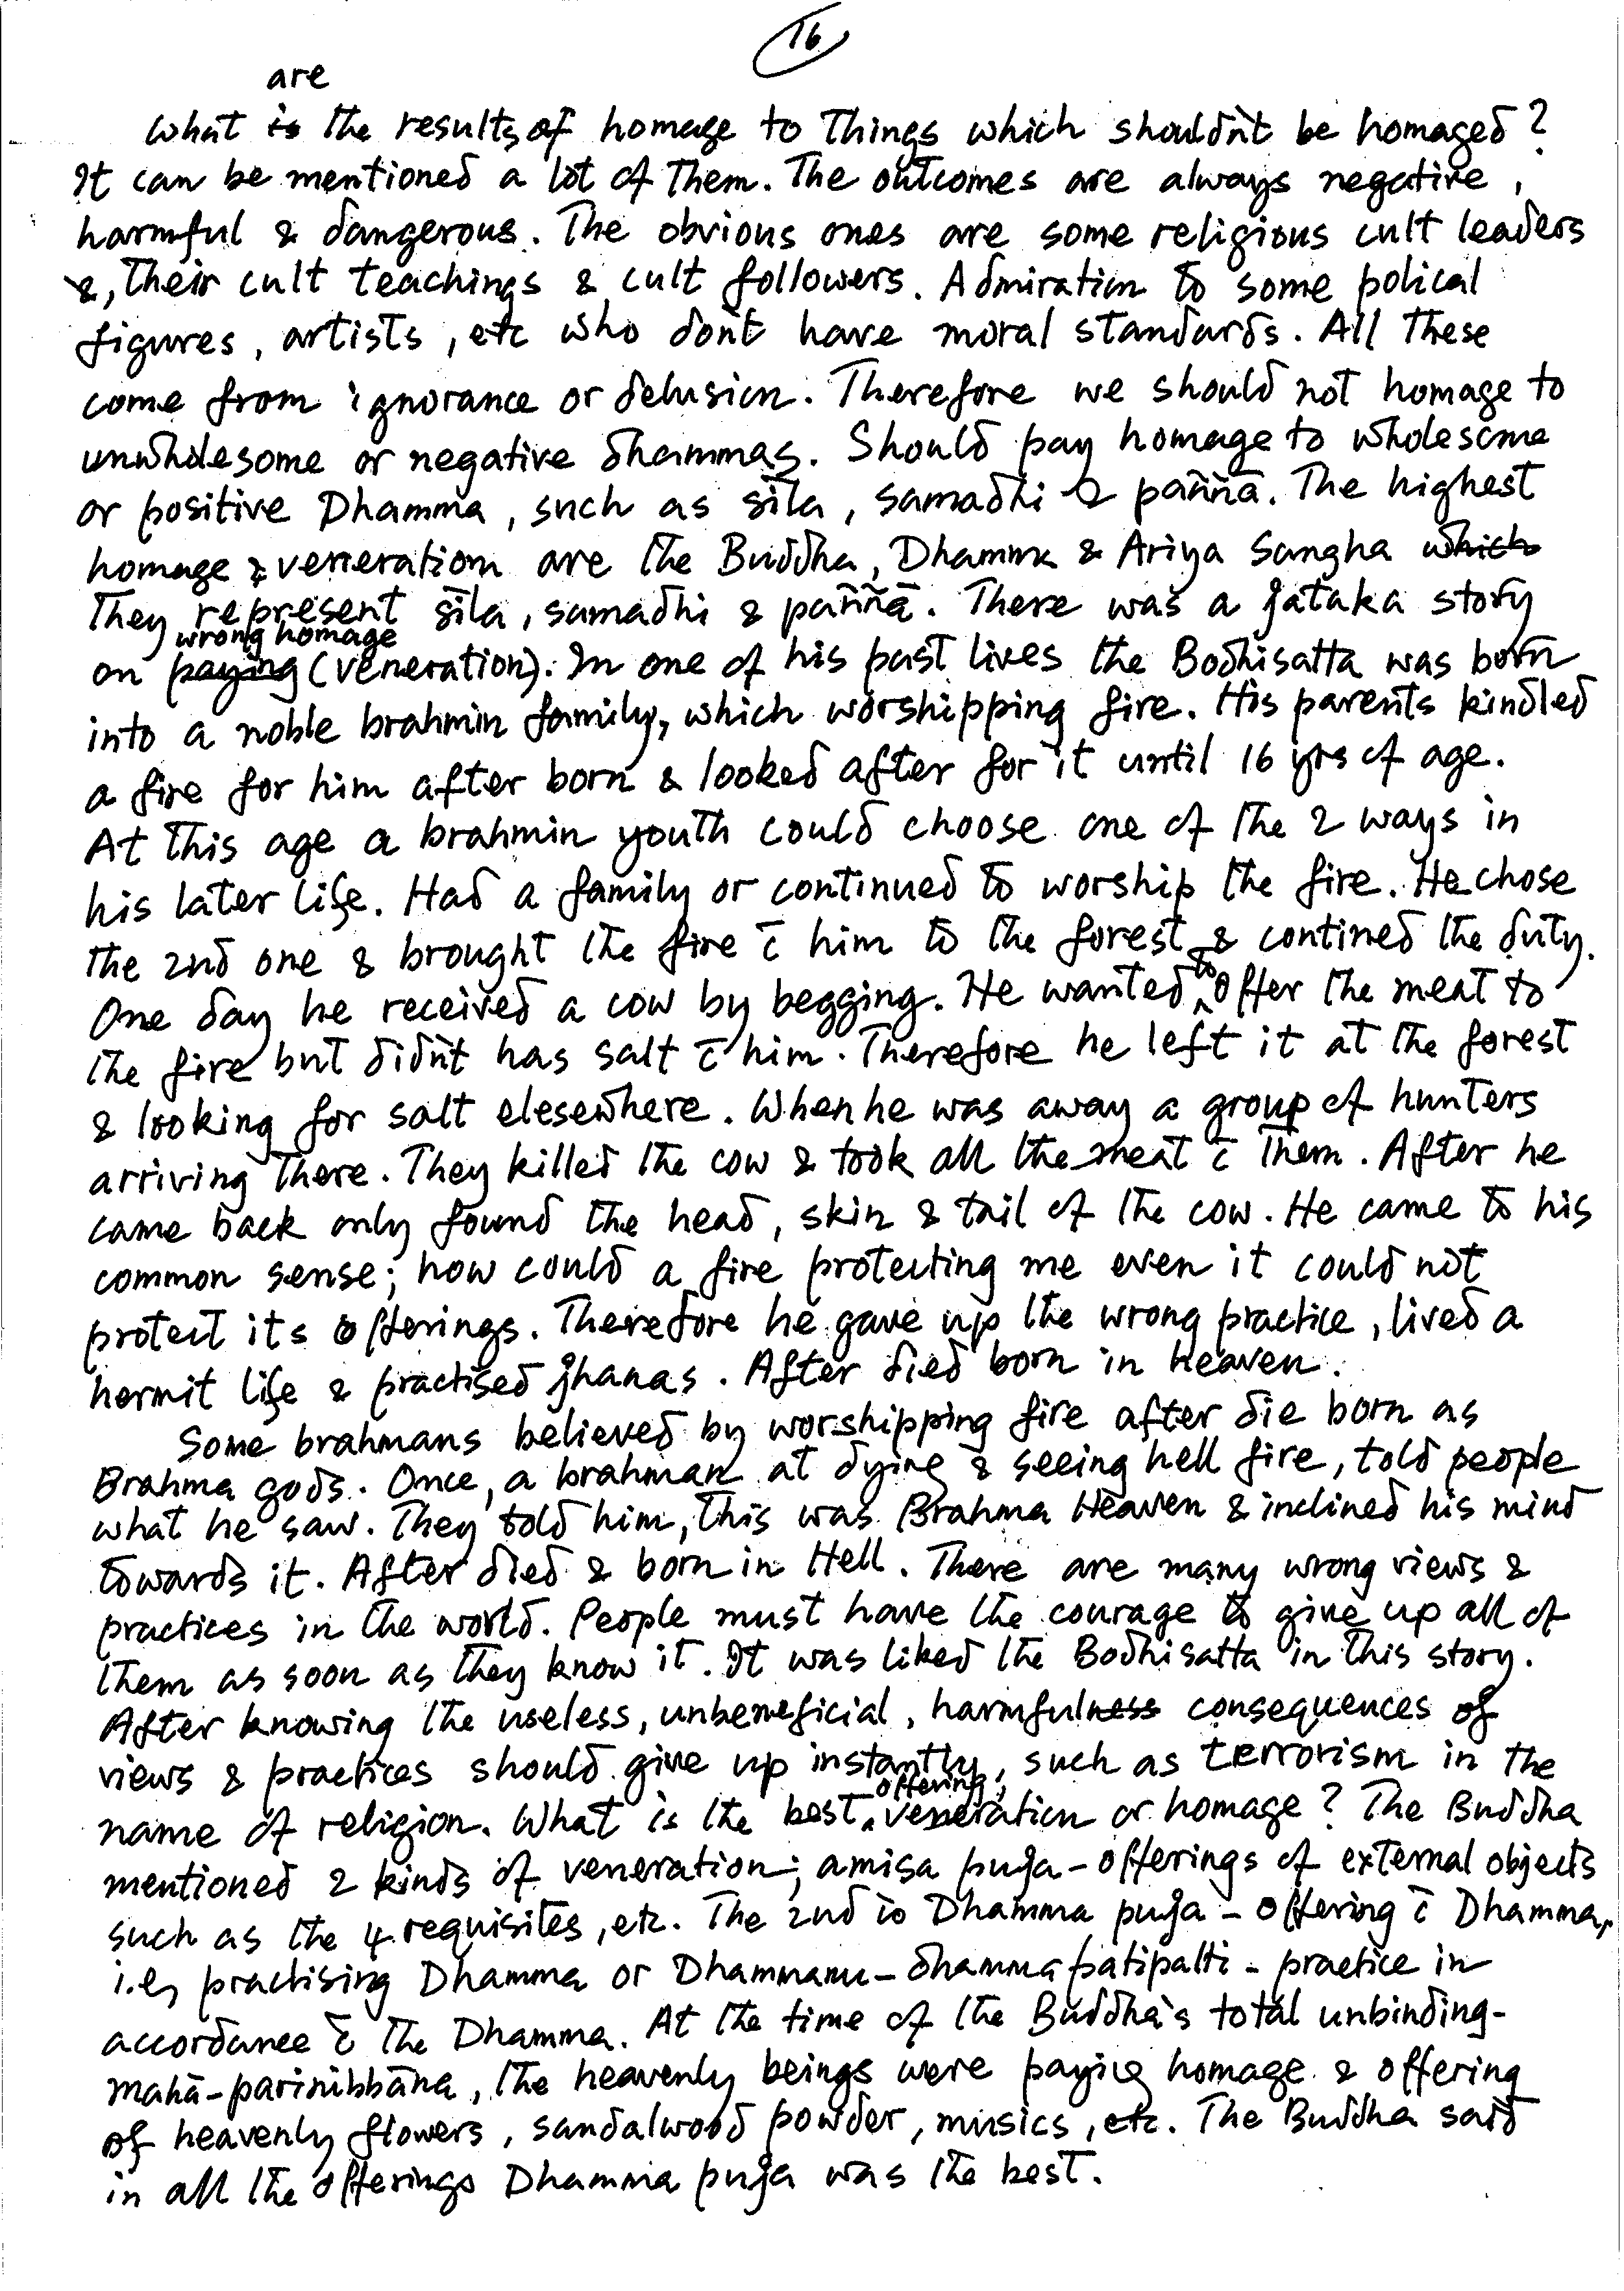 16
are
What is the results of homage to things which shouldn't be homaged?
It can be mentioned a lot of them. The outcomes are always negative,
harmful & dangerous. The obvious ones are some religious cult leaders
&, their cult teachings & cult followers. Admiration to some polical
figures, artists, etc who don't have moral standards. All these
come from ignorance or delusion. Therefore we should not homage to
unwholesome or negative dhammas. Should pay homage to wholesome
or positive Dhamma, such as sīla, samadhi & paññā. The highest
homage & veneration are the Buddha, Dhamma & Ariya Sangha which
They represent sīla, samadhi & paññā. There was a jātaka story
wrong homage
on paying (veneration). In one of his past lives the Bodhisatta was born
into a noble brahmin family, which worshipping fire. His parents kindled
a fire for him after born & looked after for it until 16 yrs of age.
At this age a brahmin youth could choose one of the 2 ways in
his later life. Had a family or continued to worship the fire. He chose
the 2nd one & brought the fire c̄ him to the forest & contined the duty.
One day he received a cow by begging. He wanted to offer the meat to
the fire but didn't has salt c̄ him. Therefore he left it at the forest
& looking for salt elesewhere. When he was away a group of hunters
arriving there. They killed the cow & took all the meat c̄ them. After he
came back only found the head, skin & tail of the cow. He came to his
common sense; how could a fire protecting me even it could not
protect its offerings. Therefore he gave up the wrong practice, lived a
hermit life & practised jhanas. After died born in heaven.
Some brahmans believed by worshipping fire after die born as
Brahma gods. Once, a brahman at dying & seeing hell fire, told people
what he saw. They told him, this was Brahma Heaven & inclined his mind
towards it. After died & born in Hell. There are many wrong views &
practices in the world. People must have the courage to give up all of
them as soon as they know it. It was liked the Bodhisatta in this story.
After knowing the useless, unbeneficial, harmfulness consequences of
views & practices should give up instantly, such as terrorism in the
name of religion. What is the best offering, veneration or homage? The Buddha
mentioned 2 kinds of veneration; amisa puja - offerings of external objects
such as the 4 requisites, etc. The 2nd is Dhamma puja - offering c̄ Dhamma,
i.e, practising Dhamma or Dhammanu-dhamma patipatti - practice in
accordance c̄ the Dhamma. At the time of the Buddha's total unbinding-
mahā-parinibbāna, the heavenly beings were paying homage & offering
of heavenly flowers, sandalwood powder, musics, etc. The Buddha said
in all the offerings Dhamma puja was the best.